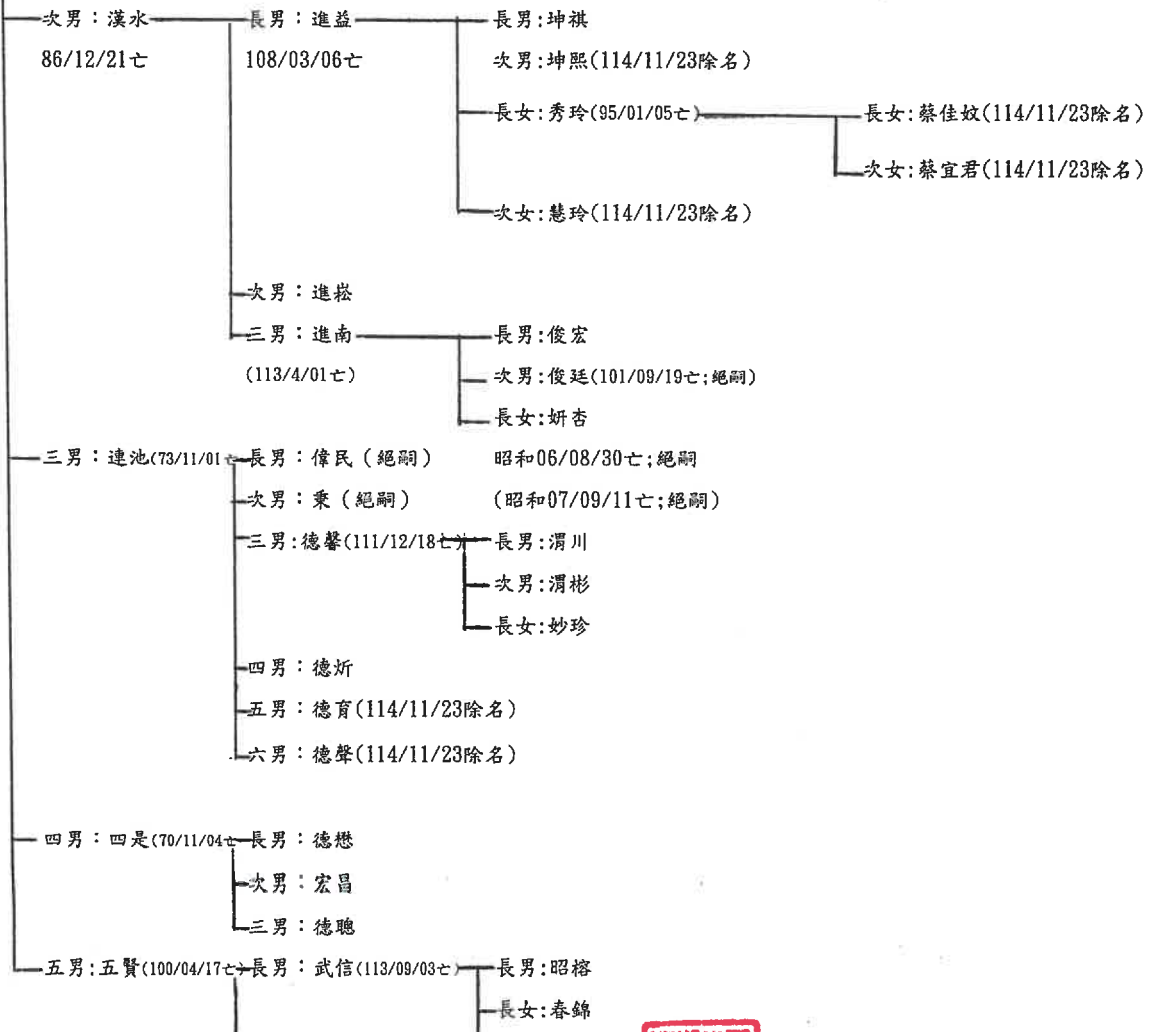 次男：漢水 長男：進益 長男:坤祺
86/12/21亡 108/03/06亡 次男:坤熙(114/11/23除名)
長女:秀玲(95/01/05亡) 長女:蔡佳妏(114/11/23除名)
次女:蔡宜君(114/11/23除名)
次女:慧玲(114/11/23除名)
次男：進崧
三男：進南 長男:俊宏
(113/4/01亡) 次男:俊廷(101/09/19亡;絕嗣)
長女:妍杏
三男：連池(73/11/01亡 長男：偉民（絕嗣） 昭和06/08/30亡;絕嗣
次男：秉（絕嗣） (昭和07/09/11亡;絕嗣)
三男:德馨(111/12/18亡) 長男:渭川
次男:渭彬
長女:妙珍
四男：德炘
五男：德育(114/11/23除名)
六男：德聲(114/11/23除名)
四男：四是(70/11/04亡 長男：德懋
次男：宏昌
三男：德聰
五男:五賢(100/04/17亡) 長男：武信(113/09/03亡) 長男:昭榕
長女:春錦